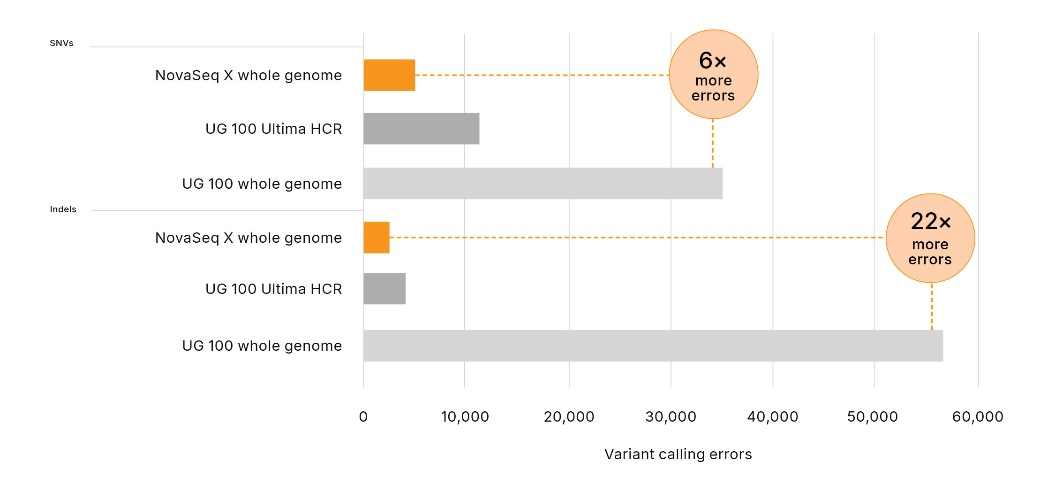 SNVs
NovaSeq X whole genome
6×
more
errors
UG 100 Ultima HCR
UG 100 whole genome
Indels
NovaSeq X whole genome
22×
more
errors
UG 100 Ultima HCR
UG 100 whole genome
0 10,000 20,000 30,000 40,000 50,000 60,000
Variant calling errors